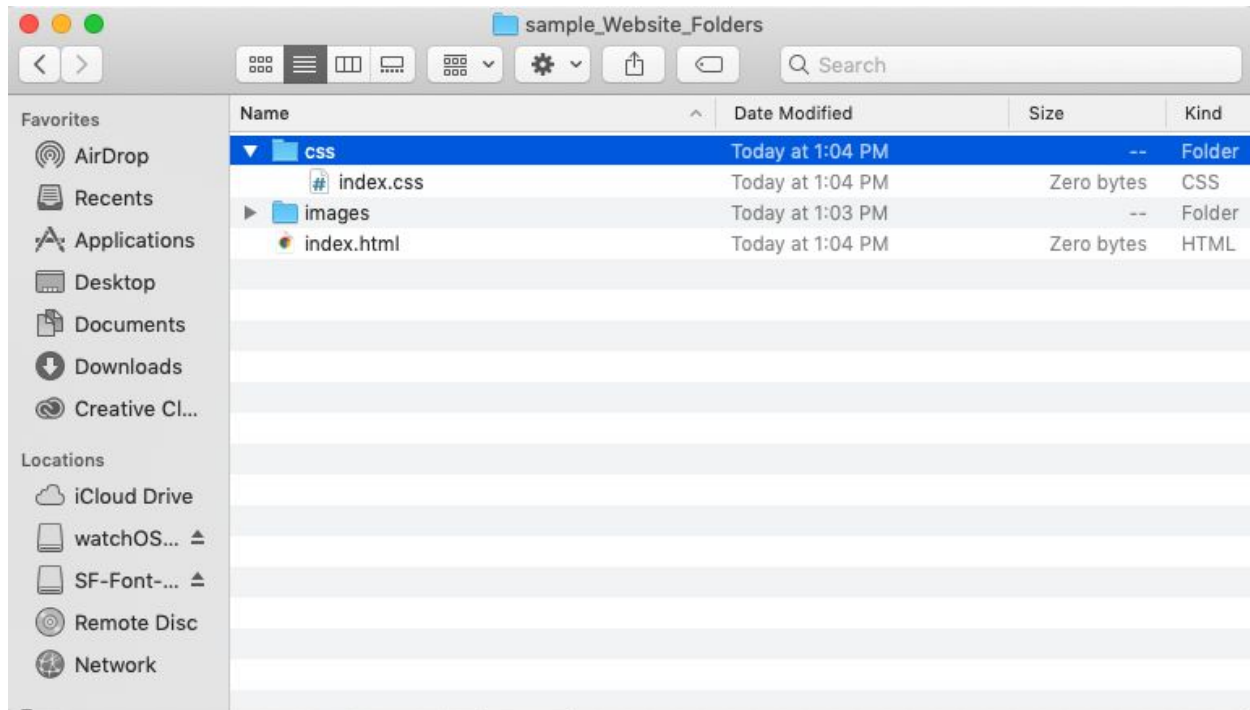 sample_Website_Folders
Search
Favorites
AirDrop
Recents
Applications
Desktop
Documents
Downloads
Creative Cl...
Locations
iCloud Drive
watchOS...
SF-Font-...
Remote Disc
Network
Name Date Modified Size Kind
css Today at 1:04 PM -- Folder
# index.css Today at 1:04 PM Zero bytes CSS
images Today at 1:03 PM -- Folder
index.html Today at 1:04 PM Zero bytes HTML